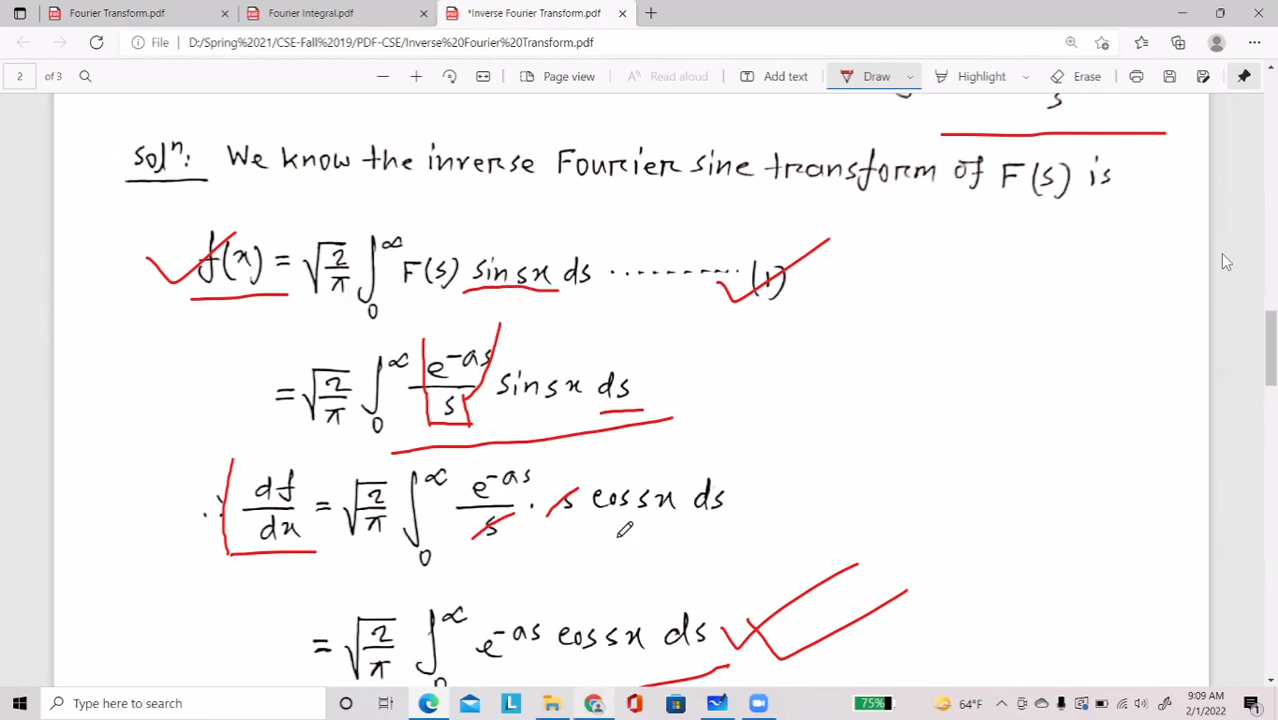 Fourier Transform.pdf
Fourier Integral.pdf
*Inverse Fourier Transform.pdf
File D:/Spring%2021/CSE-Fall%2019/PDF-CSE/Inverse%20Fourier%20Transform.pdf
2 of 3 Page view Read aloud Add text Draw Highlight Erase
s
Solⁿ: We know the inverse Fourier sine transform of F(s) is
f(x) = √(2/π) ∫₀^∞ F(s) sin sx ds ............ (1)
= √(2/π) ∫₀^∞ e^{-as}/s sin sx ds
∴ df/dx = √(2/π) ∫₀^∞ e^{-as}/s · s cos sx ds
= √(2/π) ∫₀^∞ e^{-as} cos sx ds
Type here to search
75%
64°F
9:09 AM
2/1/2022